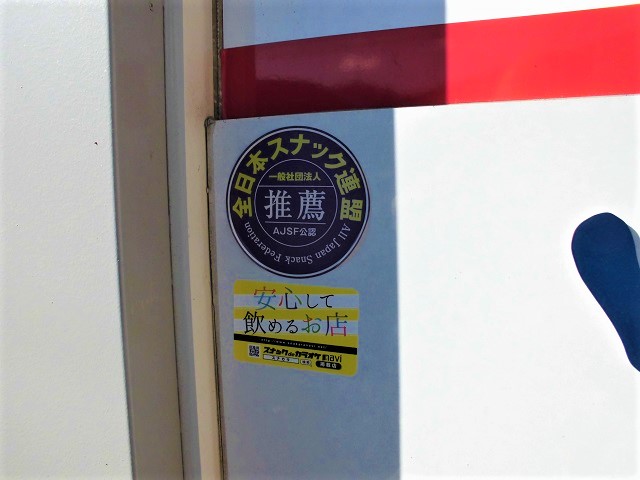 全日本スナック連盟
一般社団法人
推薦
AJSF公認
All Japan Snack Federation
安心して
飲めるお店
スナックdeカラオケnavi